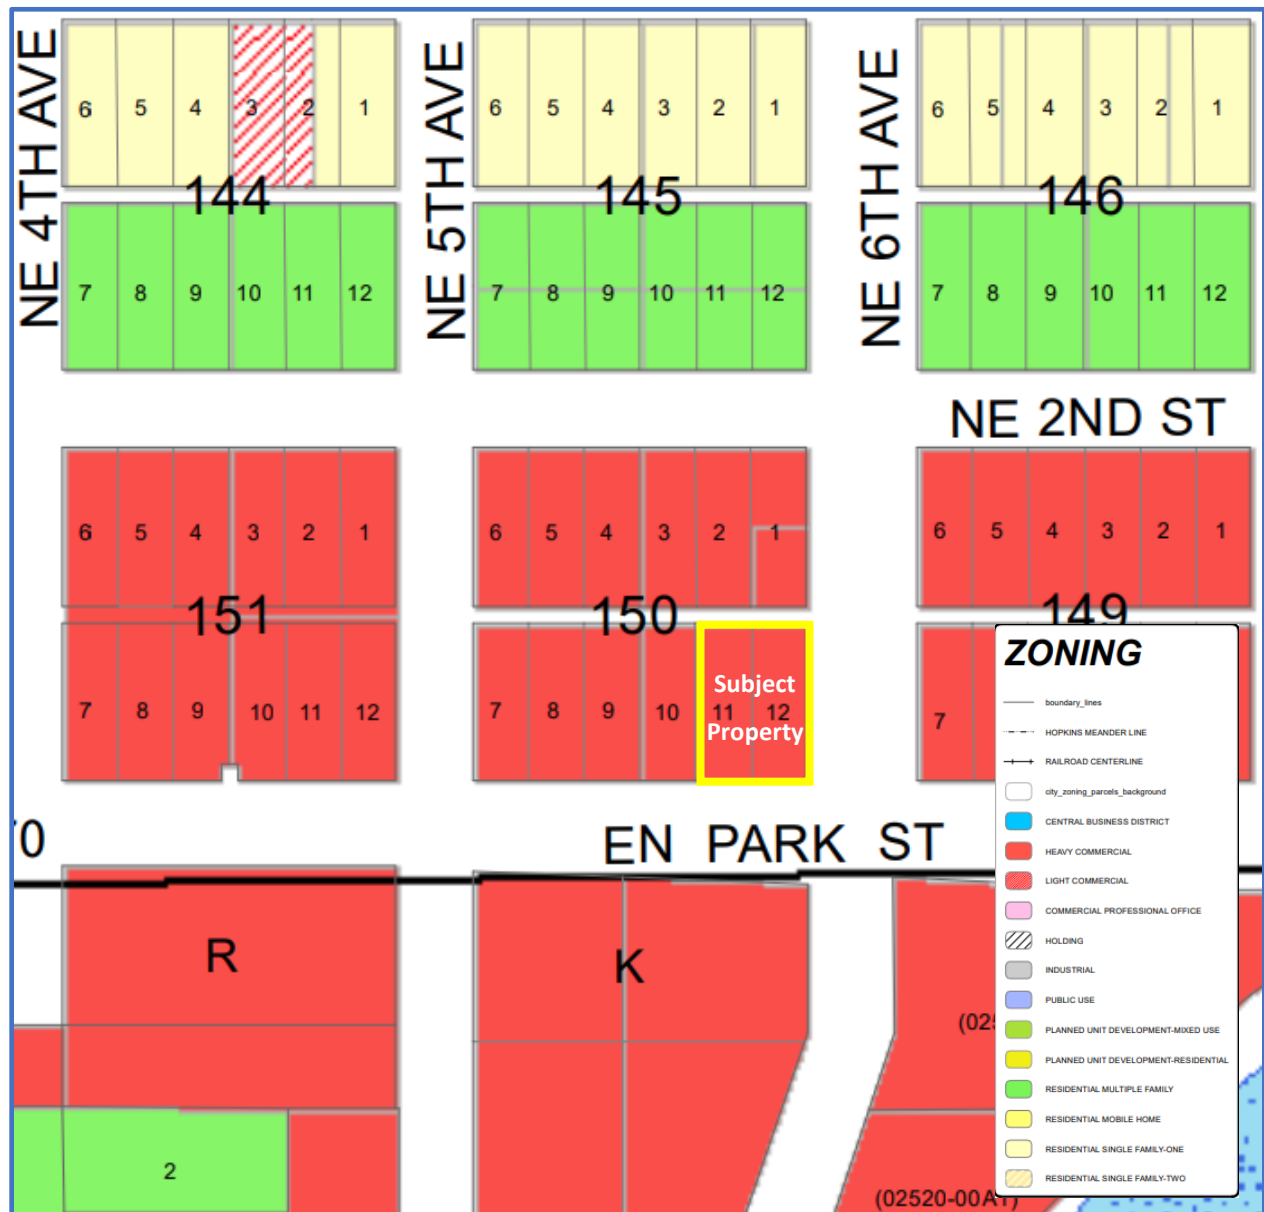 NE 4TH AVE
6 5 4 3 2 1
144
7 8 9 10 11 12
NE 5TH AVE
6 5 4 3 2 1
145
7 8 9 10 11 12
NE 6TH AVE
6 5 4 3 2 1
146
7 8 9 10 11 12
NE 2ND ST
6 5 4 3 2 1
151
7 8 9 10 11 12
6 5 4 3 2 1
150
7 8 9 10 11 12
Subject
Property
6 5 4 3 2 1
149
7
EN PARK ST
R
K
2
(02520-00A1)
ZONING
boundary_lines
HOPKINS MEANDER LINE
RAILROAD CENTERLINE
city_zoning_parcels_background
CENTRAL BUSINESS DISTRICT
HEAVY COMMERCIAL
LIGHT COMMERCIAL
COMMERCIAL PROFESSIONAL OFFICE
HOLDING
INDUSTRIAL
PUBLIC USE
PLANNED UNIT DEVELOPMENT-MIXED USE
PLANNED UNIT DEVELOPMENT-RESIDENTIAL
RESIDENTIAL MULTIPLE FAMILY
RESIDENTIAL MOBILE HOME
RESIDENTIAL SINGLE FAMILY-ONE
RESIDENTIAL SINGLE FAMILY-TWO